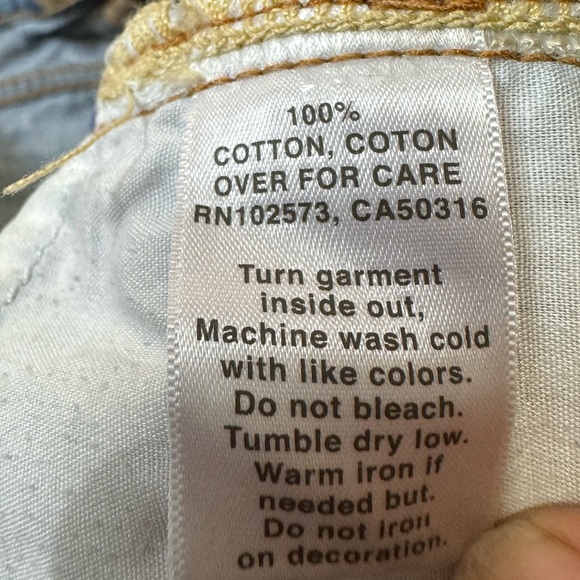 100%
COTTON, COTON
OVER FOR CARE
RN102573, CA50316
Turn garment
inside out,
Machine wash cold
with like colors.
Do not bleach.
Tumble dry low.
Warm iron if
needed but.
Do not iron
on decoration.